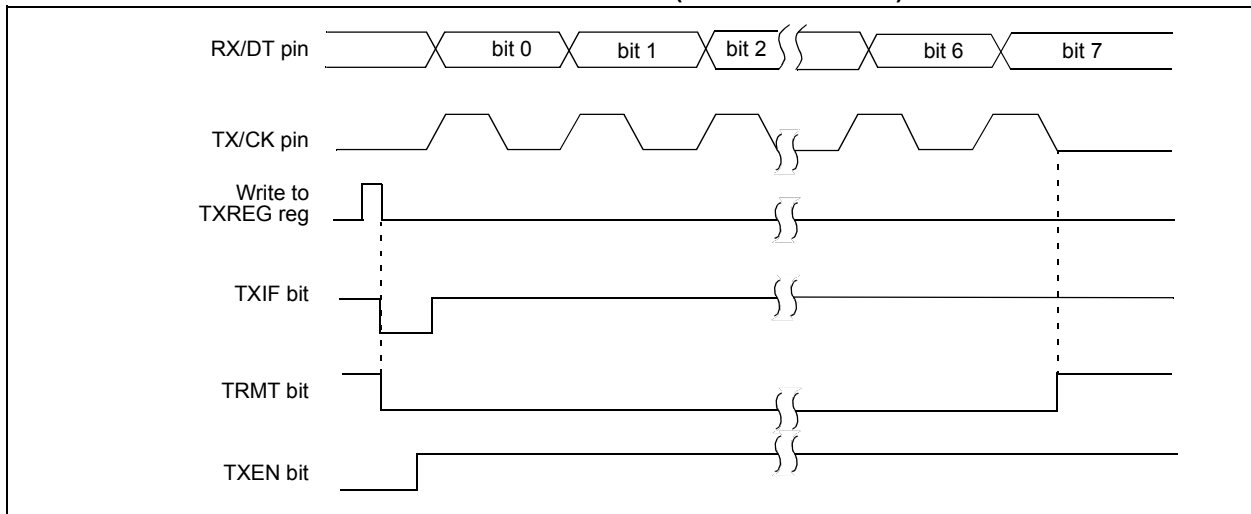 RX/DT pin
bit 0
bit 1
bit 2
bit 6
bit 7
TX/CK pin
Write to
TXREG reg
TXIF bit
TRMT bit
TXEN bit